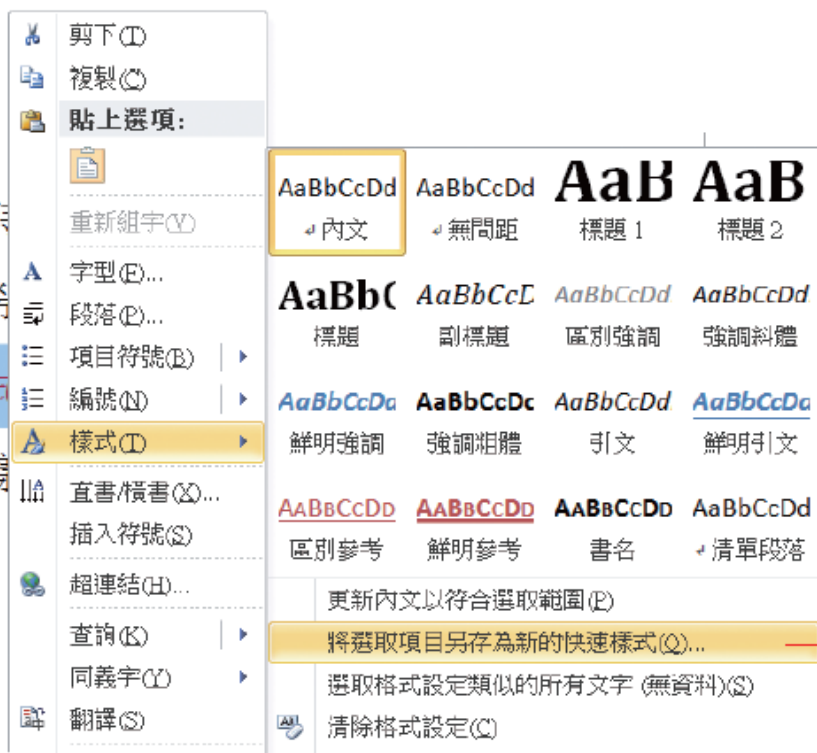 剪下(T)
複製(C)
貼上選項:
重新組字(V)
字型(F)...
段落(P)...
項目符號(B)
編號(N)
樣式(T)
直書/橫書(X)...
插入符號(S)
超連結(H)...
查詢(K)
同義字(Y)
翻譯(S)
AaBbCcDd AaBbCcDd AaB AaB
↲內文 ↲無間距 標題 1 標題 2
AaBb( AaBbCcD AaBbCcDd AaBbCcDd
標題 副標題 區別強調 強調斜體
AaBbCcDd AaBbCcDc AaBbCcDd AaBbCcDd
鮮明強調 強調粗體 引文 鮮明引文
AABBCCDD AABBCCDD AABBCCDD AaBbCcDd
區別參考 鮮明參考 書名 ↲清單段落
更新內文以符合選取範圍(P)
將選取項目另存為新的快速樣式(Q)...
選取格式設定類似的所有文字 (無資料)(S)
清除格式設定(C)